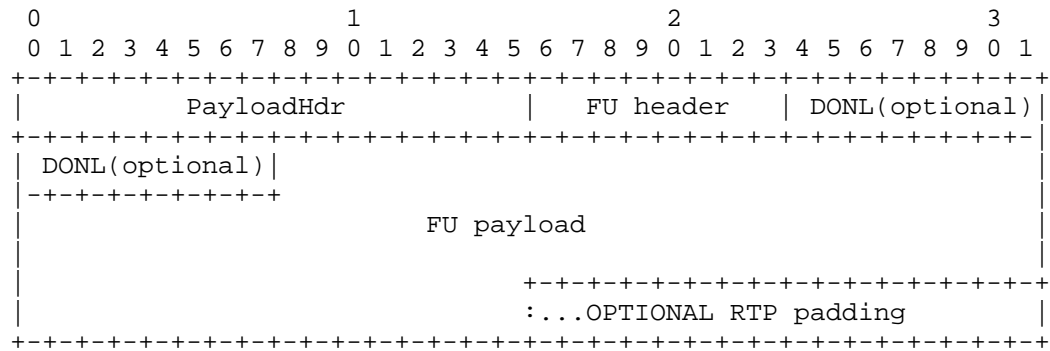 0                   1                   2                   3
 0 1 2 3 4 5 6 7 8 9 0 1 2 3 4 5 6 7 8 9 0 1 2 3 4 5 6 7 8 9 0 1
+-+-+-+-+-+-+-+-+-+-+-+-+-+-+-+-+-+-+-+-+-+-+-+-+-+-+-+-+-+-+-+-+
|          PayloadHdr           |   FU header   | DONL(optional)|
+-+-+-+-+-+-+-+-+-+-+-+-+-+-+-+-+-+-+-+-+-+-+-+-+-+-+-+-+-+-+-+-|
| DONL(optional)|                                               |
|-+-+-+-+-+-+-+-+                                               |
|                         FU payload                            |
|                                                               |
|                               +-+-+-+-+-+-+-+-+-+-+-+-+-+-+-+-+
|                               :...OPTIONAL RTP padding        |
+-+-+-+-+-+-+-+-+-+-+-+-+-+-+-+-+-+-+-+-+-+-+-+-+-+-+-+-+-+-+-+-+